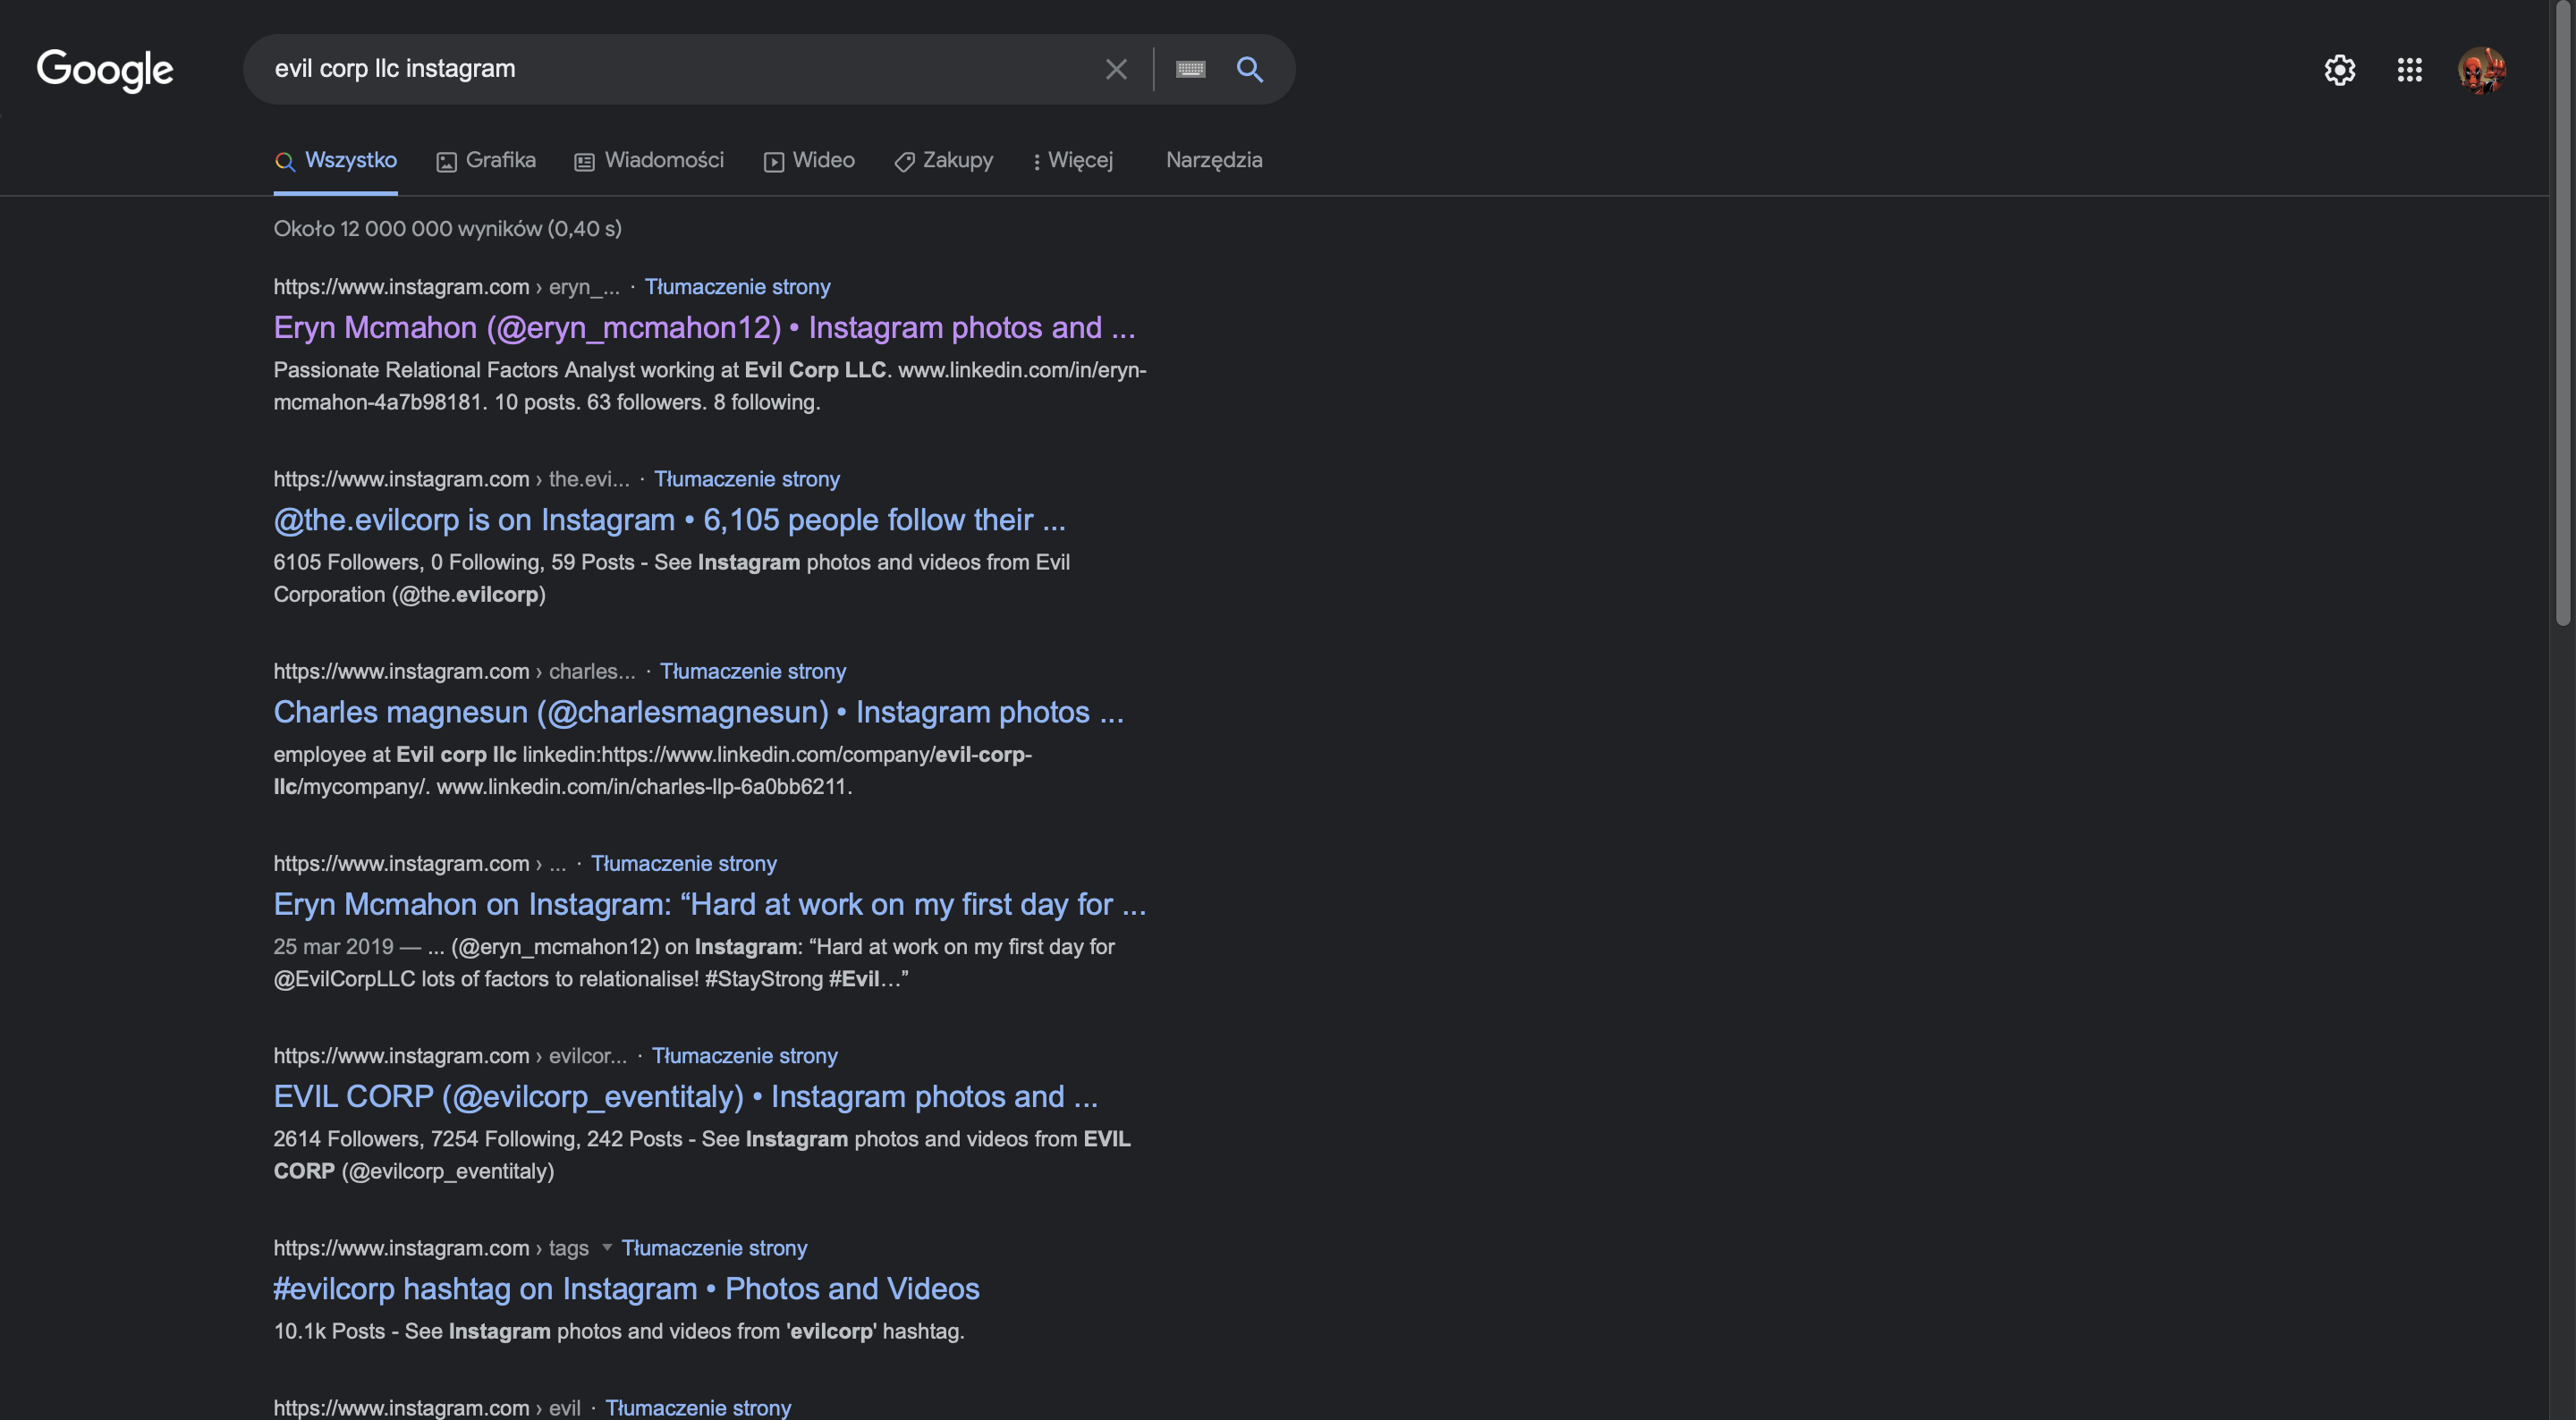 Google
evil corp llc instagram
Wszystko Grafika Wiadomości Wideo Zakupy Więcej Narzędzia
Około 12 000 000 wyników (0,40 s)
https://www.instagram.com › eryn_... · Tłumaczenie strony
Eryn Mcmahon (@eryn_mcmahon12) • Instagram photos and ...
Passionate Relational Factors Analyst working at Evil Corp LLC. www.linkedin.com/in/eryn-
mcmahon-4a7b98181. 10 posts. 63 followers. 8 following.
https://www.instagram.com › the.evi... · Tłumaczenie strony
@the.evilcorp is on Instagram • 6,105 people follow their ...
6105 Followers, 0 Following, 59 Posts - See Instagram photos and videos from Evil
Corporation (@the.evilcorp)
https://www.instagram.com › charles... · Tłumaczenie strony
Charles magnesun (@charlesmagnesun) • Instagram photos ...
employee at Evil corp llc linkedin:https://www.linkedin.com/company/evil-corp-
llc/mycompany/. www.linkedin.com/in/charles-llp-6a0bb6211.
https://www.instagram.com › ... · Tłumaczenie strony
Eryn Mcmahon on Instagram: “Hard at work on my first day for ...
25 mar 2019 — ... (@eryn_mcmahon12) on Instagram: “Hard at work on my first day for
@EvilCorpLLC lots of factors to relationalise! #StayStrong #Evil…”
https://www.instagram.com › evilcor... · Tłumaczenie strony
EVIL CORP (@evilcorp_eventitaly) • Instagram photos and ...
2614 Followers, 7254 Following, 242 Posts - See Instagram photos and videos from EVIL
CORP (@evilcorp_eventitaly)
https://www.instagram.com › tags Tłumaczenie strony
#evilcorp hashtag on Instagram • Photos and Videos
10.1k Posts - See Instagram photos and videos from 'evilcorp' hashtag.
https://www.instagram.com › evil · Tłumaczenie strony